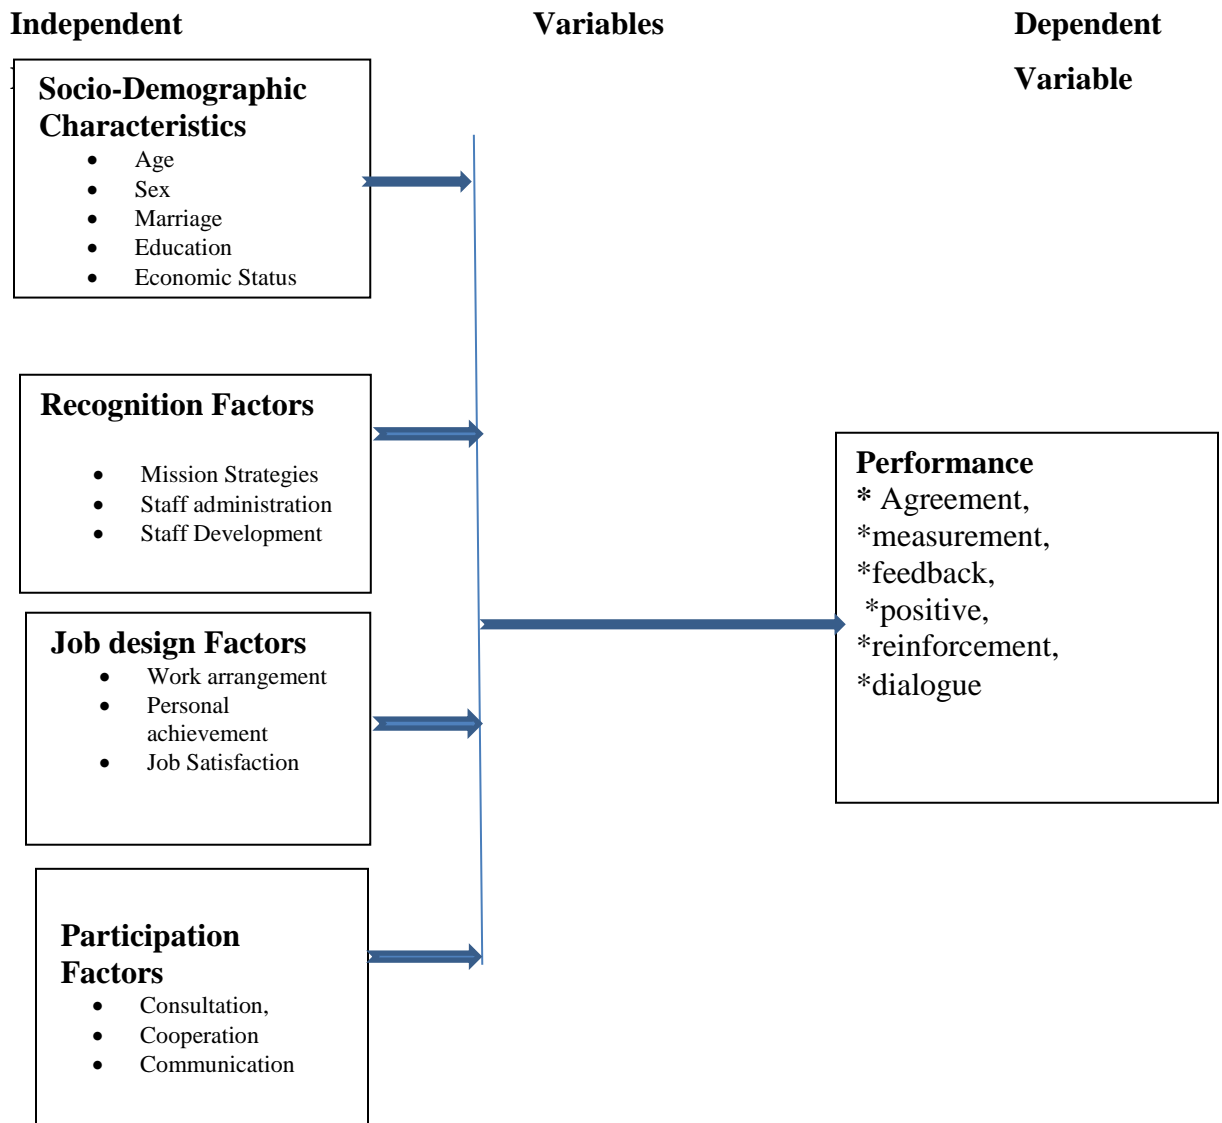 Independent Variables Dependent
Variable
Socio-Demographic
Characteristics
• Age
• Sex
• Marriage
• Education
• Economic Status
Recognition Factors
• Mission Strategies
• Staff administration
• Staff Development
Job design Factors
• Work arrangement
• Personal
achievement
• Job Satisfaction
Participation
Factors
• Consultation,
• Cooperation
• Communication
Performance
* Agreement,
*measurement,
*feedback,
*positive,
*reinforcement,
*dialogue